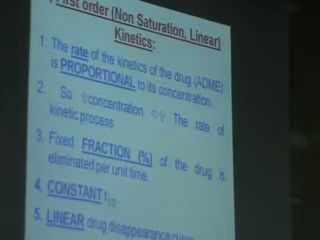 First order (Non Saturation, Linear)
Kinetics:
1. The rate of the kinetics of the drug (ADME)
is PROPORTIONAL to its concentration.
2. So ⇧concentration ⇨⇧ The rate of
kinetic process
3. Fixed FRACTION (%) of the drug is
eliminated per unit time.
4. CONSTANT t1/2
5. LINEAR drug disappearance curve